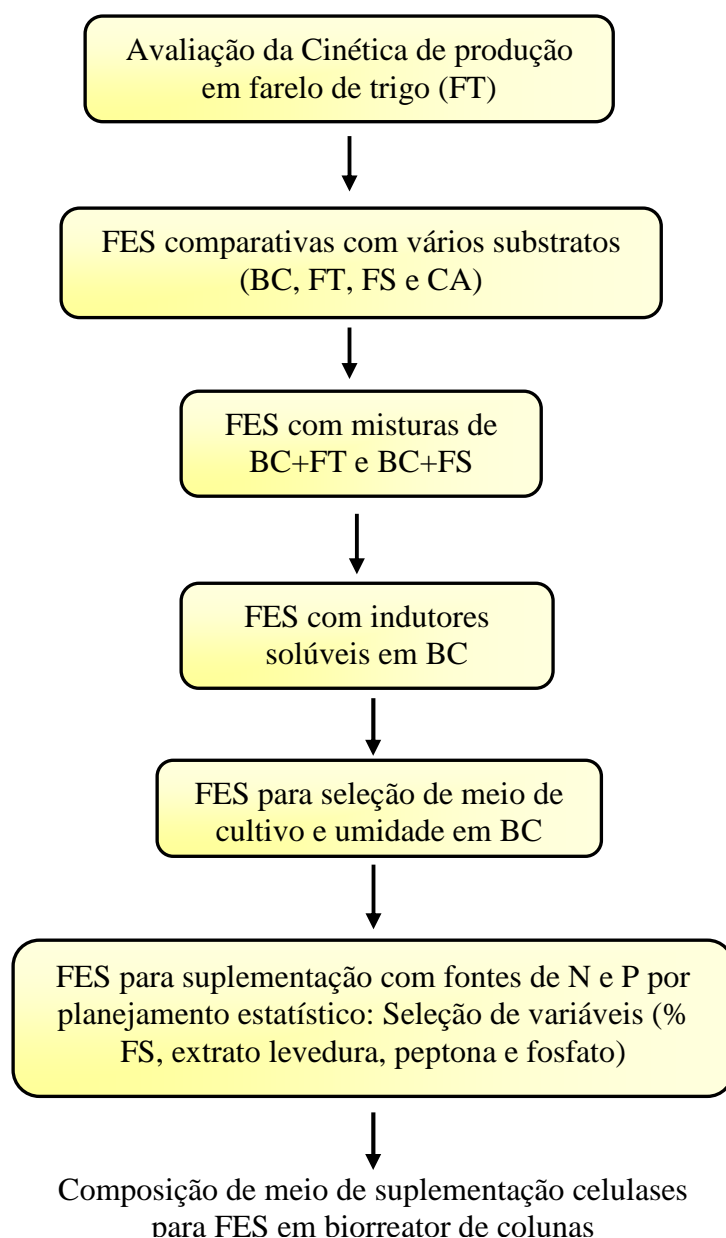 Avaliação da Cinética de produção
em farelo de trigo (FT)
FES comparativas com vários substratos
(BC, FT, FS e CA)
FES com misturas de
BC+FT e BC+FS
FES com indutores
solúveis em BC
FES para seleção de meio de
cultivo e umidade em BC
FES para suplementação com fontes de N e P por
planejamento estatístico: Seleção de variáveis (%
FS, extrato levedura, peptona e fosfato)
Composição de meio de suplementação celulases
para FES em biorreator de colunas